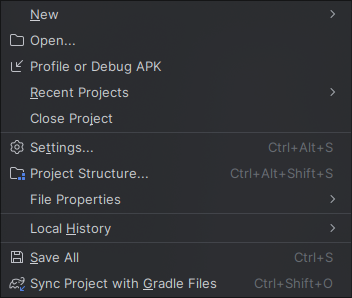 New
Open...
Profile or Debug APK
Recent Projects
Close Project
Settings... Ctrl+Alt+S
Project Structure... Ctrl+Alt+Shift+S
File Properties
Local History
Save All Ctrl+S
Sync Project with Gradle Files Ctrl+Shift+O